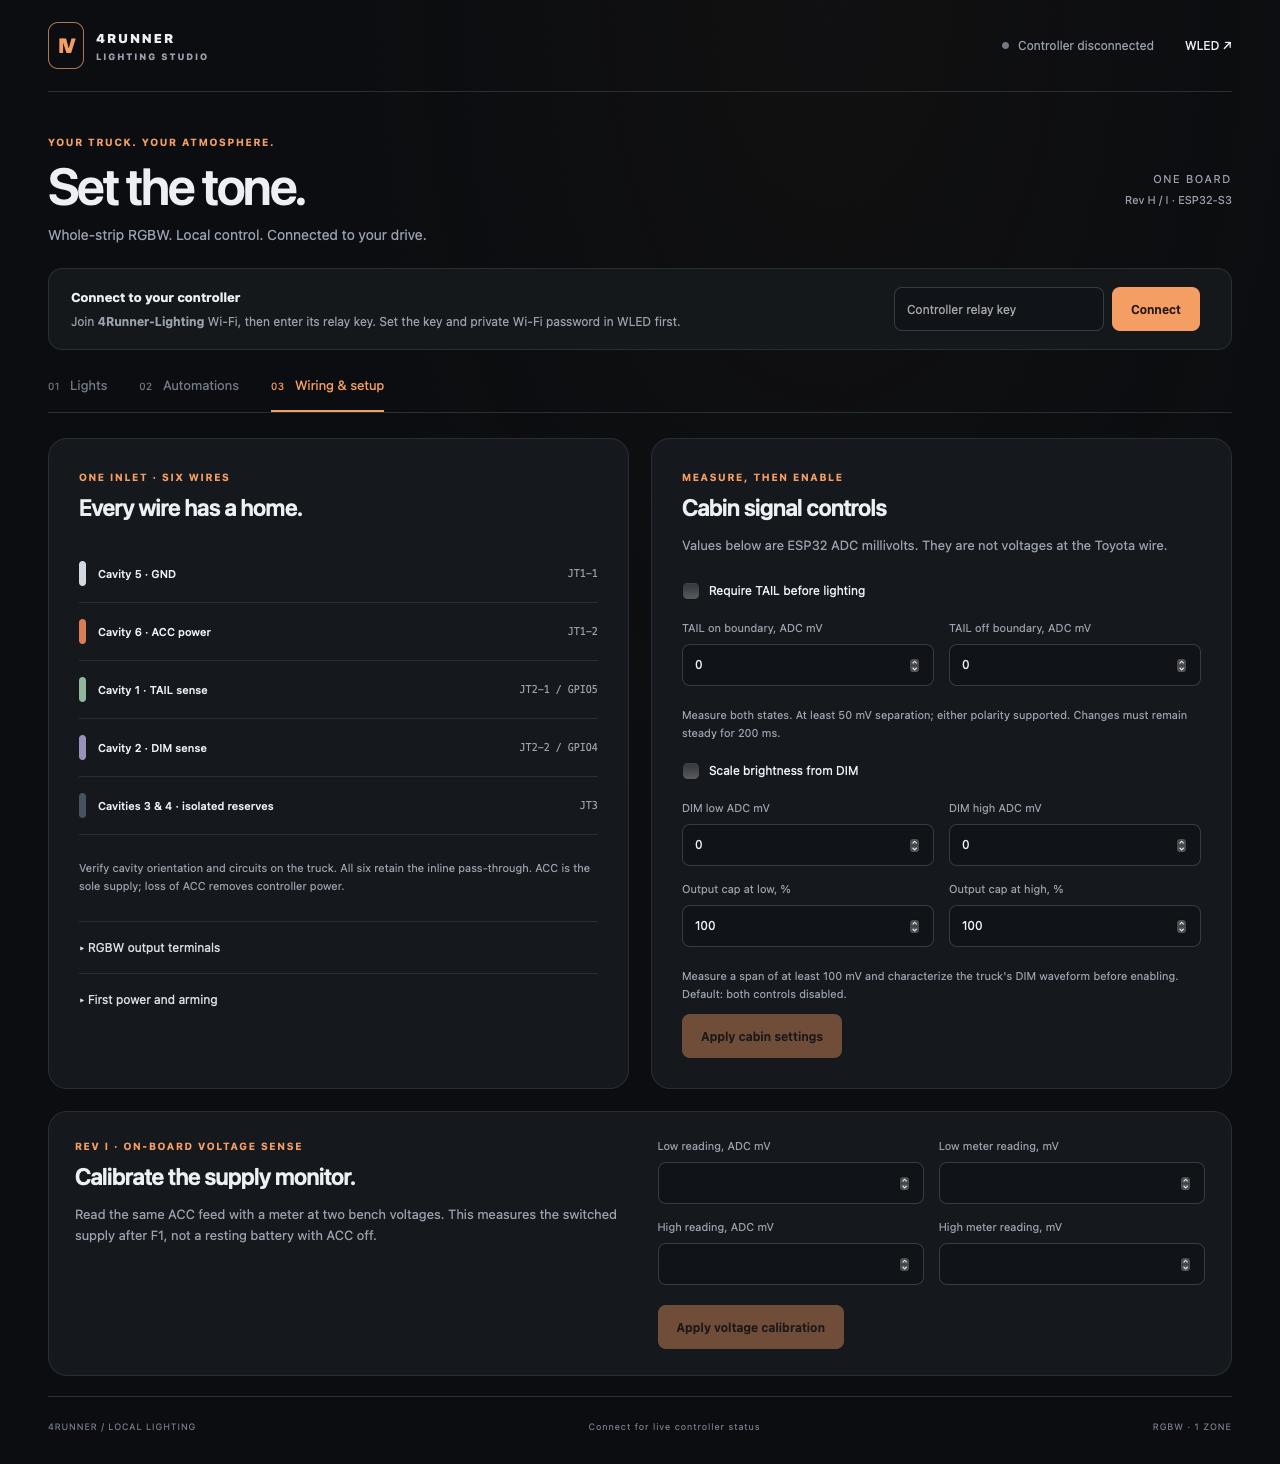 4RUNNER
LIGHTING STUDIO
Controller disconnected
WLED ↗
YOUR TRUCK. YOUR ATMOSPHERE.
Set the tone.
Whole-strip RGBW. Local control. Connected to your drive.
ONE BOARD
Rev H / I · ESP32-S3
Connect to your controller
Join 4Runner-Lighting Wi-Fi, then enter its relay key. Set the key and private Wi-Fi password in WLED first.
Controller relay key
Connect
01 Lights
02 Automations
03 Wiring & setup
ONE INLET · SIX WIRES
Every wire has a home.
Cavity 5 · GND
JT1–1
Cavity 6 · ACC power
JT1–2
Cavity 1 · TAIL sense
JT2–1 / GPIO5
Cavity 2 · DIM sense
JT2–2 / GPIO4
Cavities 3 & 4 · isolated reserves
JT3
Verify cavity orientation and circuits on the truck. All six retain the inline pass-through. ACC is the
sole supply; loss of ACC removes controller power.
▸ RGBW output terminals
▸ First power and arming
MEASURE, THEN ENABLE
Cabin signal controls
Values below are ESP32 ADC millivolts. They are not voltages at the Toyota wire.
Require TAIL before lighting
TAIL on boundary, ADC mV
TAIL off boundary, ADC mV
0
0
Measure both states. At least 50 mV separation; either polarity supported. Changes must remain
steady for 200 ms.
Scale brightness from DIM
DIM low ADC mV
DIM high ADC mV
0
0
Output cap at low, %
Output cap at high, %
100
100
Measure a span of at least 100 mV and characterize the truck's DIM waveform before enabling.
Default: both controls disabled.
Apply cabin settings
REV I · ON-BOARD VOLTAGE SENSE
Calibrate the supply monitor.
Read the same ACC feed with a meter at two bench voltages. This measures the switched
supply after F1, not a resting battery with ACC off.
Low reading, ADC mV
Low meter reading, mV
High reading, ADC mV
High meter reading, mV
Apply voltage calibration
4RUNNER / LOCAL LIGHTING
Connect for live controller status
RGBW · 1 ZONE